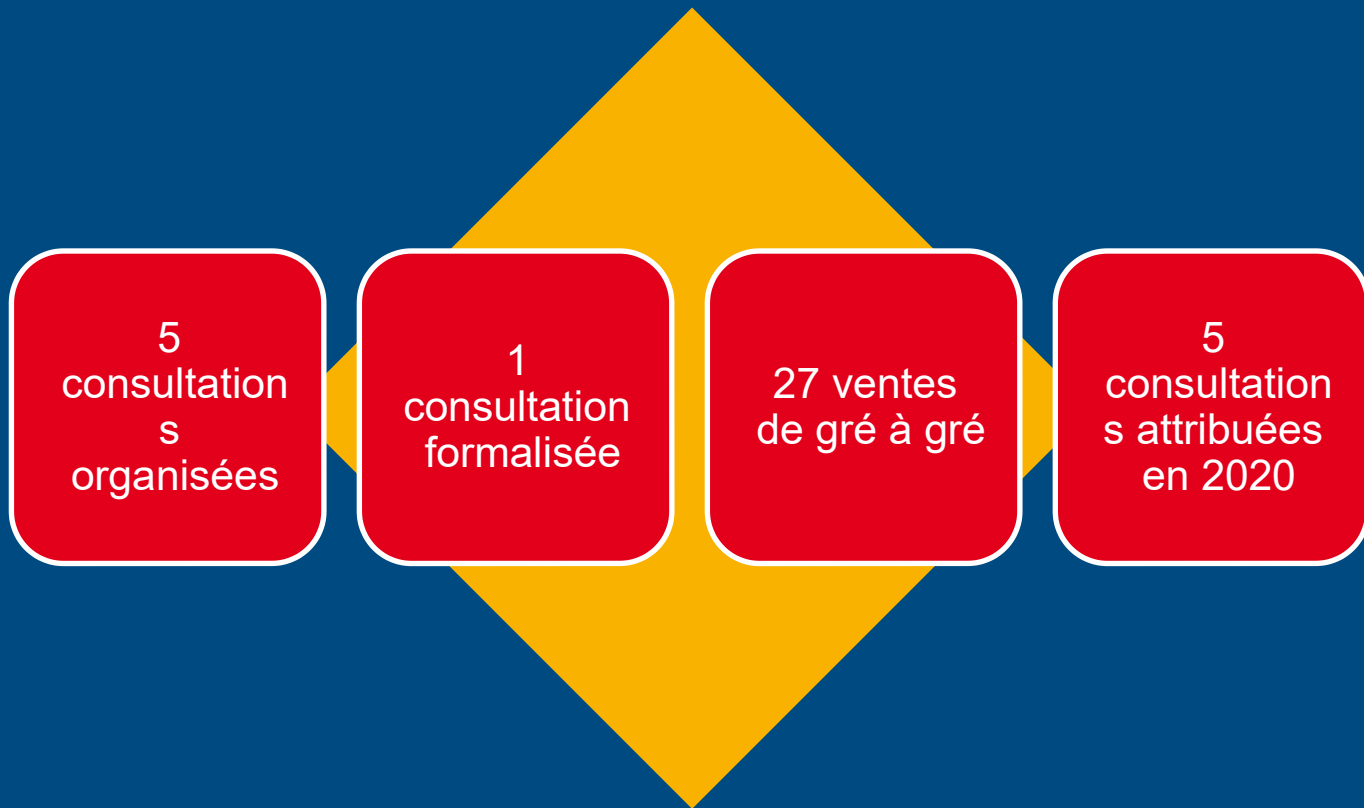 5
consultation
s
organisées
1
consultation
formalisée
27 ventes
de gré à gré
5
consultation
s attribuées
en 2020